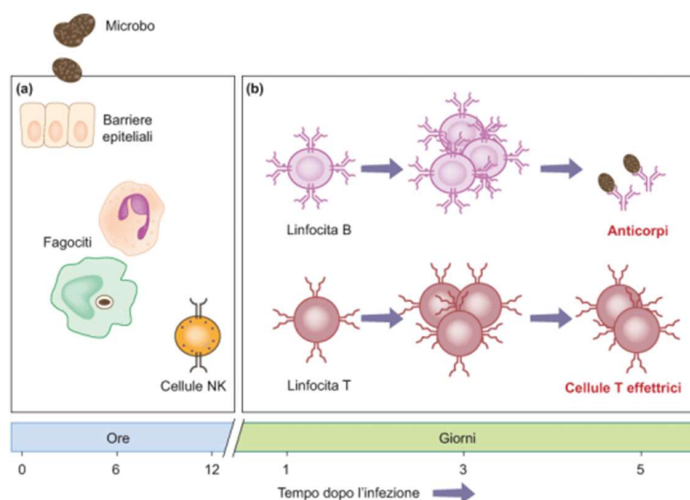 Microbo
(a)
Barriere
epiteliali
Fagociti
Cellule NK
(b)
Linfocita B
Anticorpi
Linfocita T
Cellule T effettrici
Ore
Giorni
0
6
12
1
3
5
Tempo dopo l'infezione